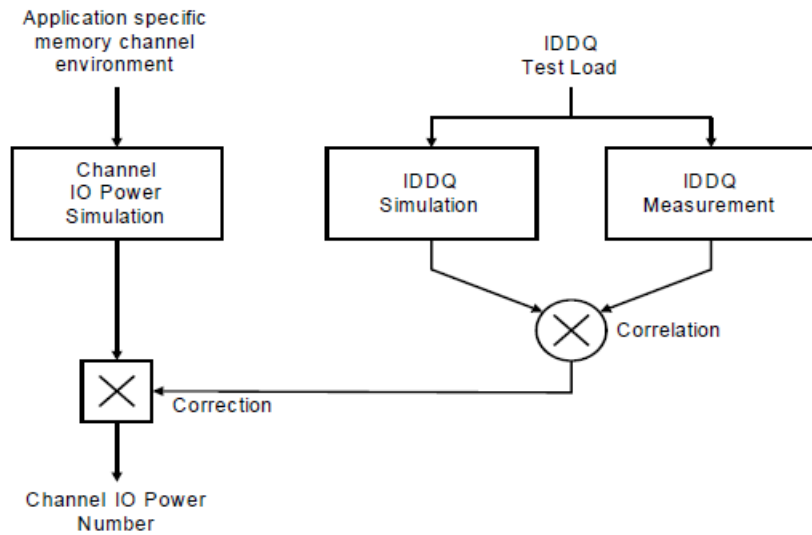 Application specific
memory channel
environment
IDDQ
Test Load
Channel
IO Power
Simulation
IDDQ
Simulation
IDDQ
Measurement
Correlation
Correction
Channel IO Power
Number